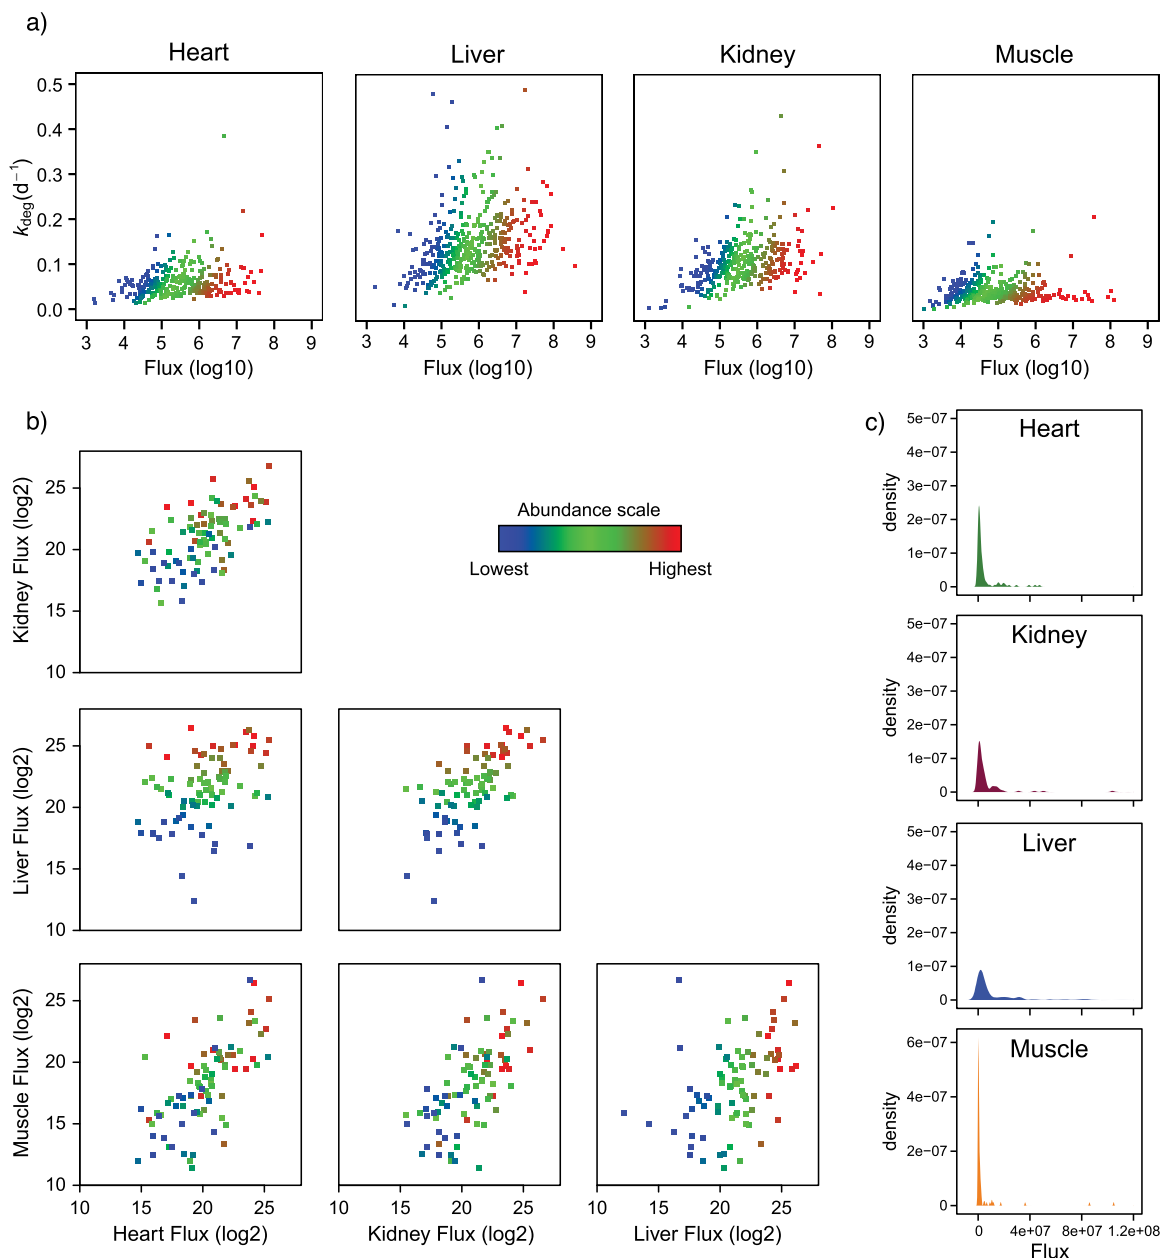 a)
Heart
Liver
Kidney
Muscle
0.5
0.4
0.3
0.2
0.1
0.0
kdeg(d−1)
3 4 5 6 7 8 9
3 4 5 6 7 8 9
3 4 5 6 7 8 9
3 4 5 6 7 8 9
Flux (log10)
Flux (log10)
Flux (log10)
Flux (log10)
b)
25
20
15
10
Kidney Flux (log2)
Abundance scale
Lowest
Highest
25
20
15
10
Liver Flux (log2)
25
20
15
10
Muscle Flux (log2)
10 15 20 25
10 15 20 25
10 15 20 25
Heart Flux (log2)
Kidney Flux (log2)
Liver Flux (log2)
c)
Heart
5e−07
4e−07
3e−07
2e−07
1e−07
0
density
Kidney
5e−07
4e−07
3e−07
2e−07
1e−07
0
density
Liver
5e−07
4e−07
3e−07
2e−07
1e−07
0
density
Muscle
6e−07
4e−07
2e−07
0
density
0 4e+07 8e+07 1.2e+08
Flux